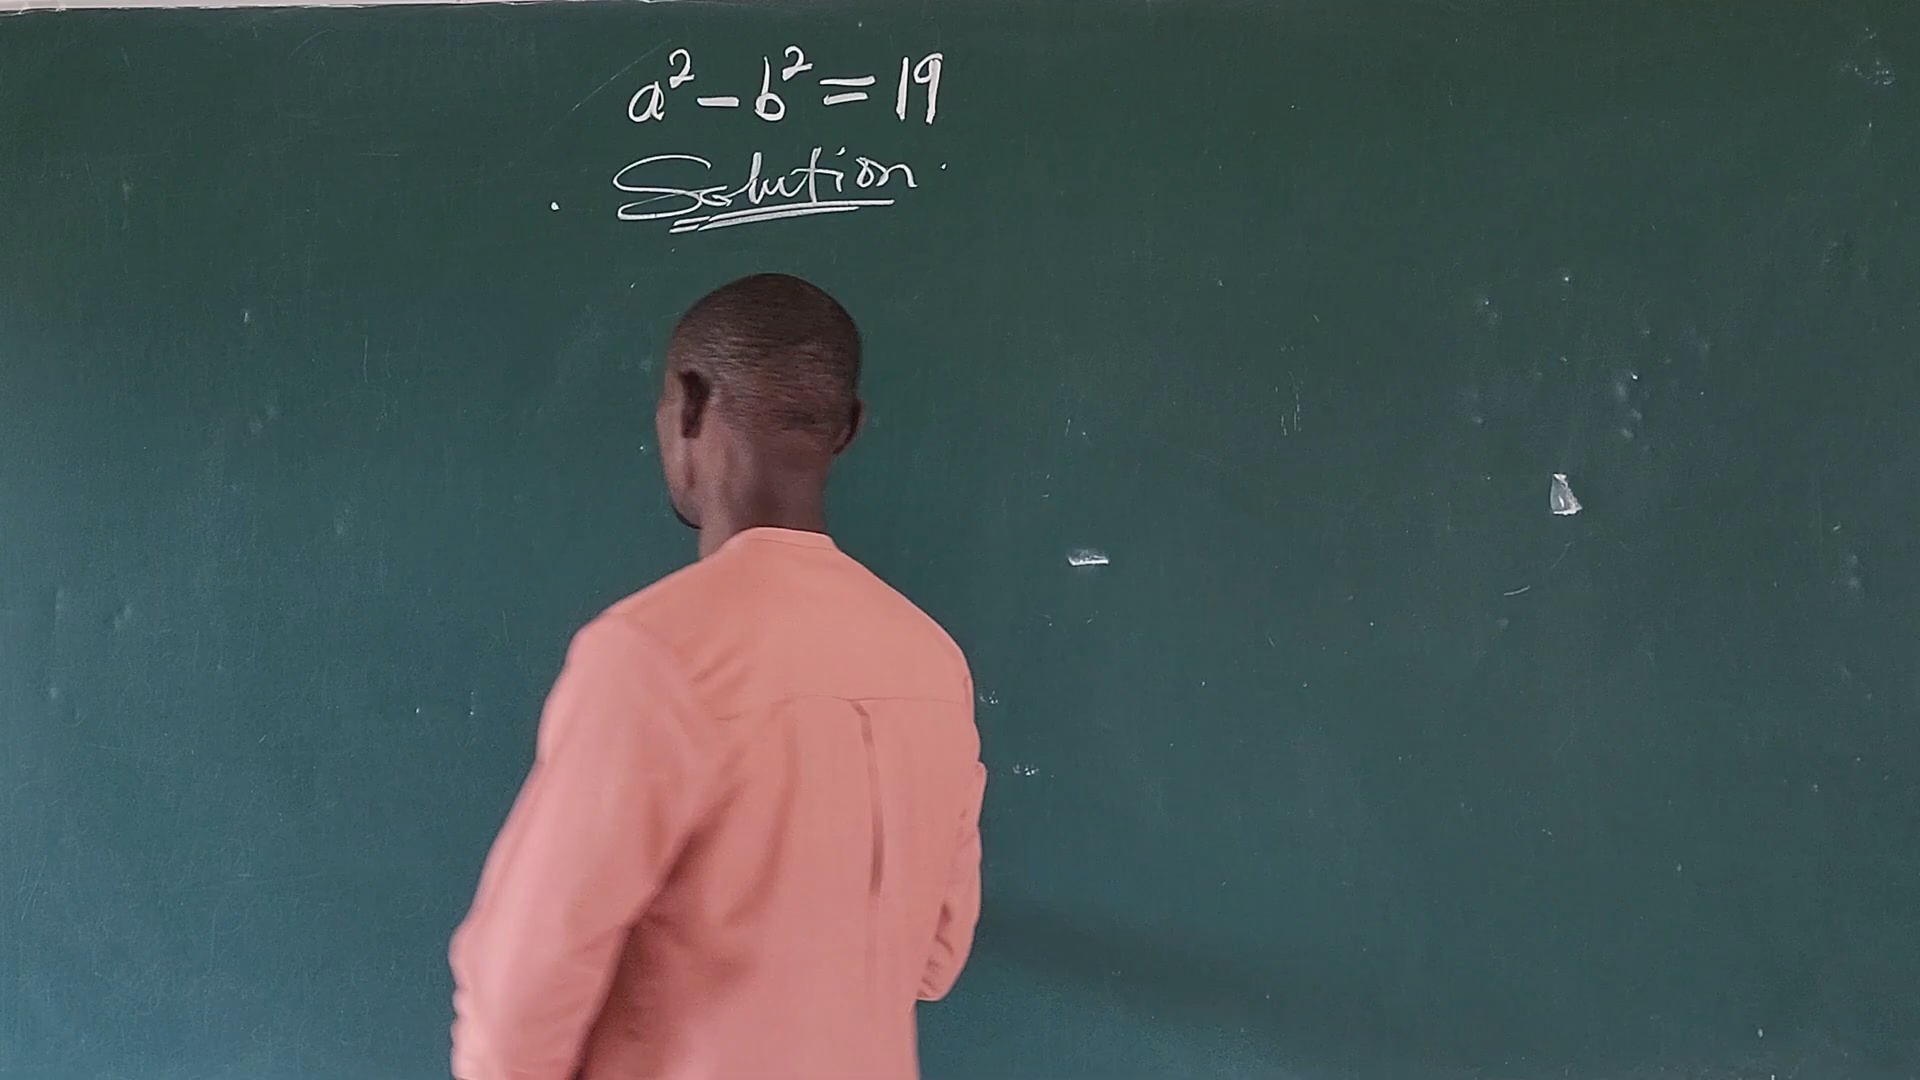 a² - b² = 19
Solution